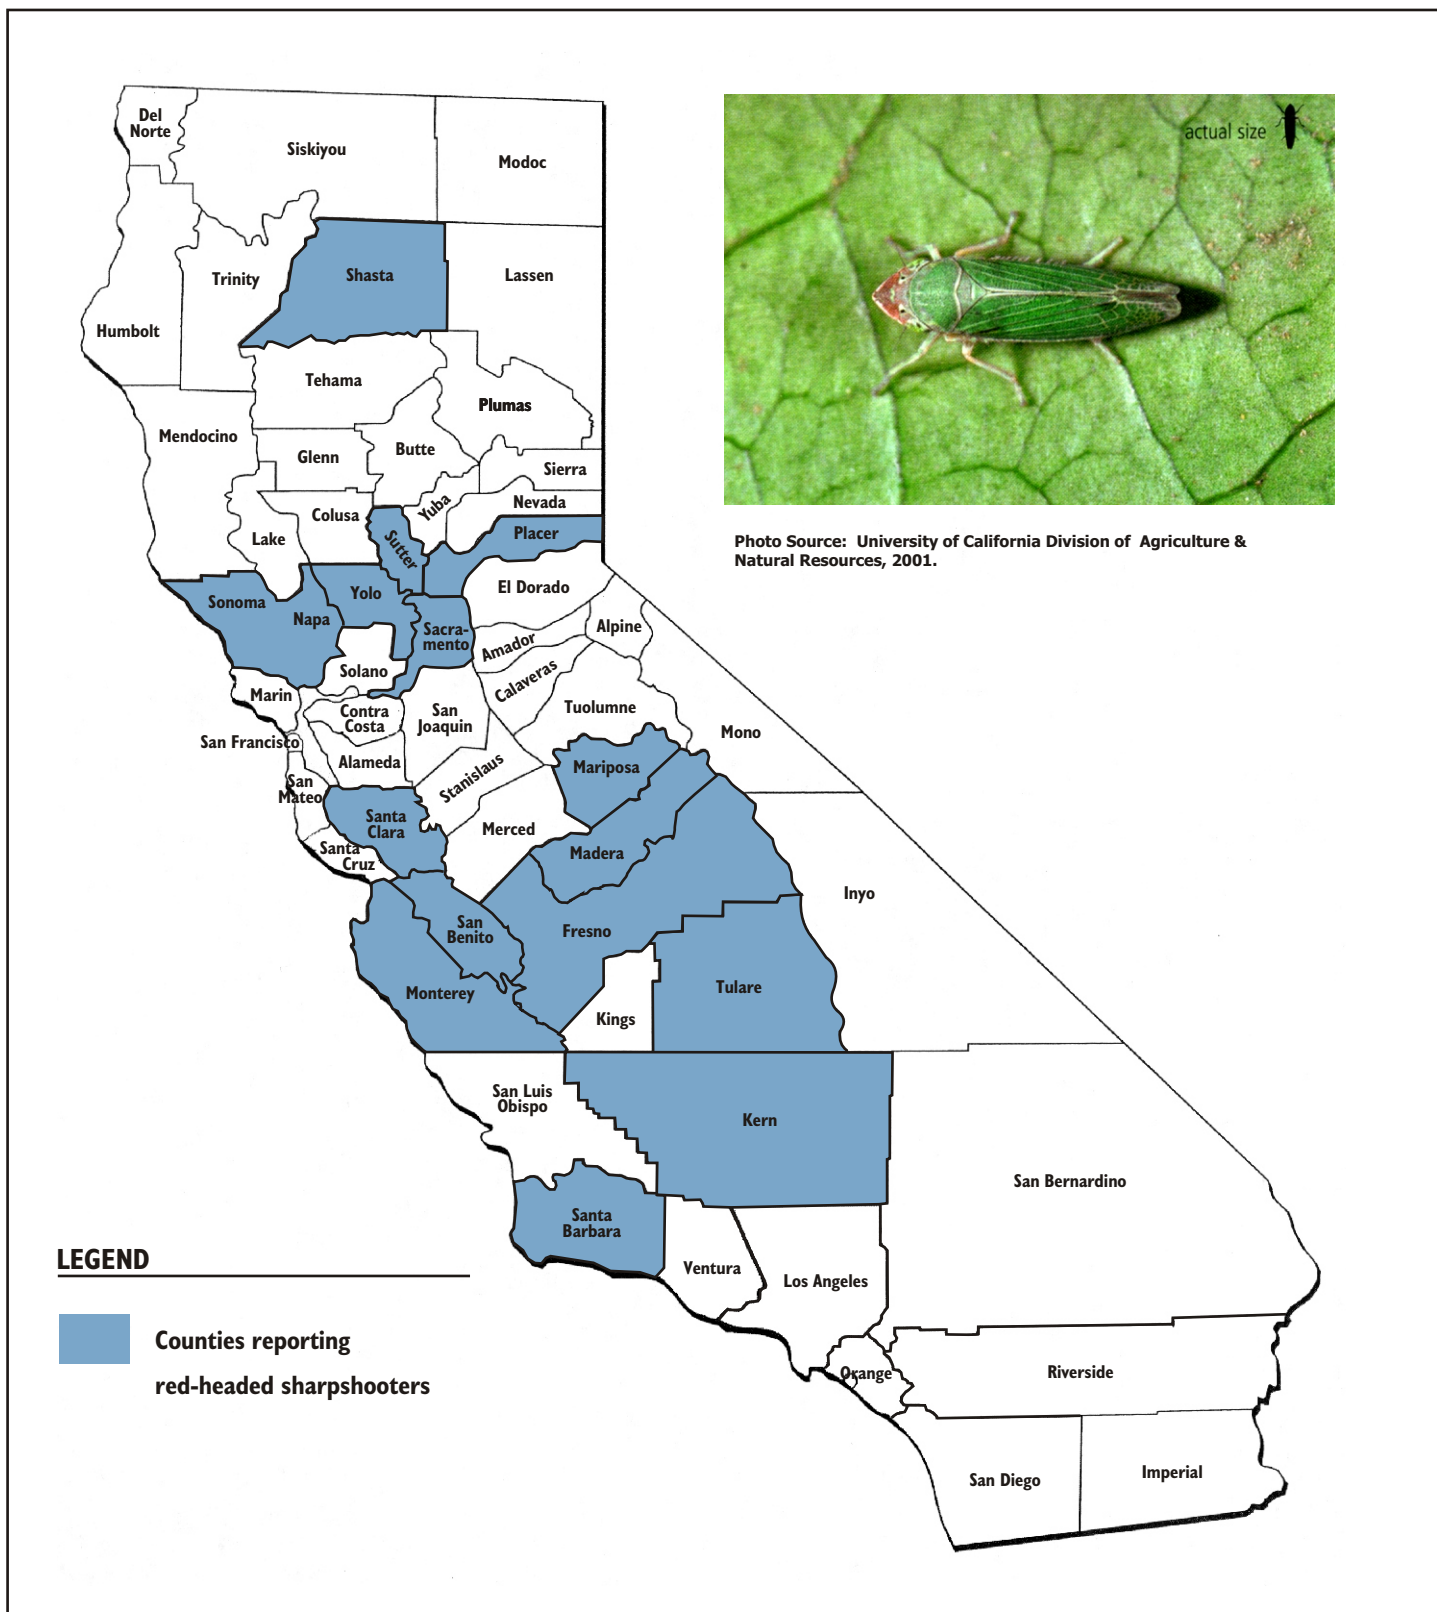 Del
Norte
Siskiyou
Modoc
actual size
Trinity
Shasta
Lassen
Humbolt
Tehama
Plumas
Mendocino
Glenn
Butte
Sierra
Yuba
Nevada
Colusa
Lake
Sutter
Placer
Photo Source: University of California Division of Agriculture &
Natural Resources, 2001.
El Dorado
Sonoma
Napa
Yolo
Sacra-
mento
Amador
Alpine
Solano
Calaveras
Marin
Contra
Costa
San
Joaquin
Tuolumne
Mono
San Francisco
Alameda
Stanislaus
Mariposa
San
Mateo
Santa
Clara
Merced
Madera
Santa
Cruz
Inyo
San
Benito
Fresno
Monterey
Tulare
Kings
San Luis
Obispo
Kern
San Bernardino
Santa
Barbara
Ventura
Los Angeles
LEGEND
Counties reporting
red-headed sharpshooters
Orange
Riverside
San Diego
Imperial